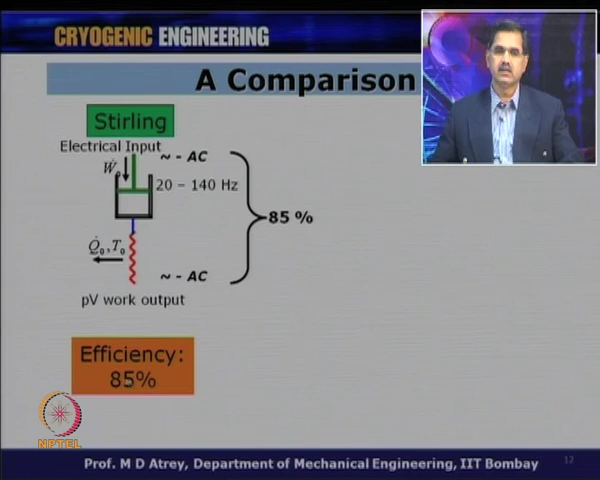 CRYOGENIC ENGINEERING
A Comparison
Stirling
Electrical Input
~ - AC
Ẇ
20 – 140 Hz
85 %
Q̇₀,T₀
~ - AC
pV work output
Efficiency:
85%
NPTEL
Prof. M D Atrey, Department of Mechanical Engineering, IIT Bombay
12